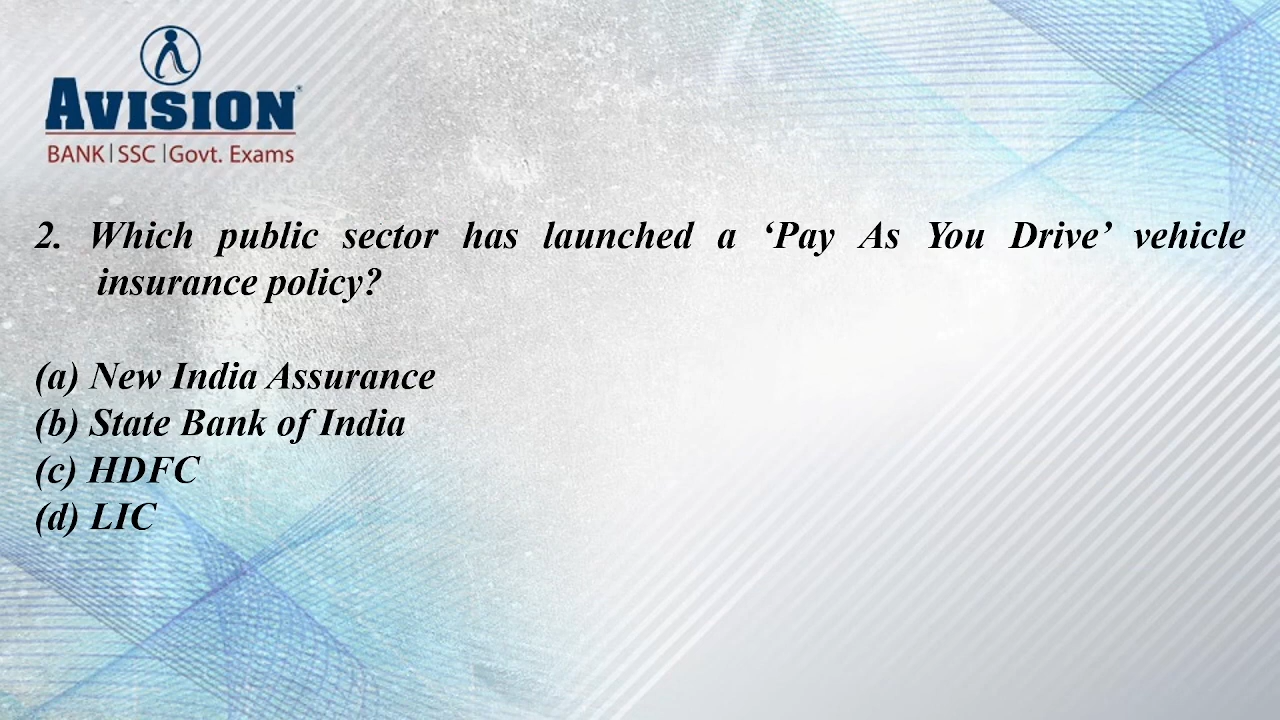 AVISION
BANK | SSC | Govt. Exams
2. Which public sector has launched a ‘Pay As You Drive’ vehicle
insurance policy?
(a) New India Assurance
(b) State Bank of India
(c) HDFC
(d) LIC